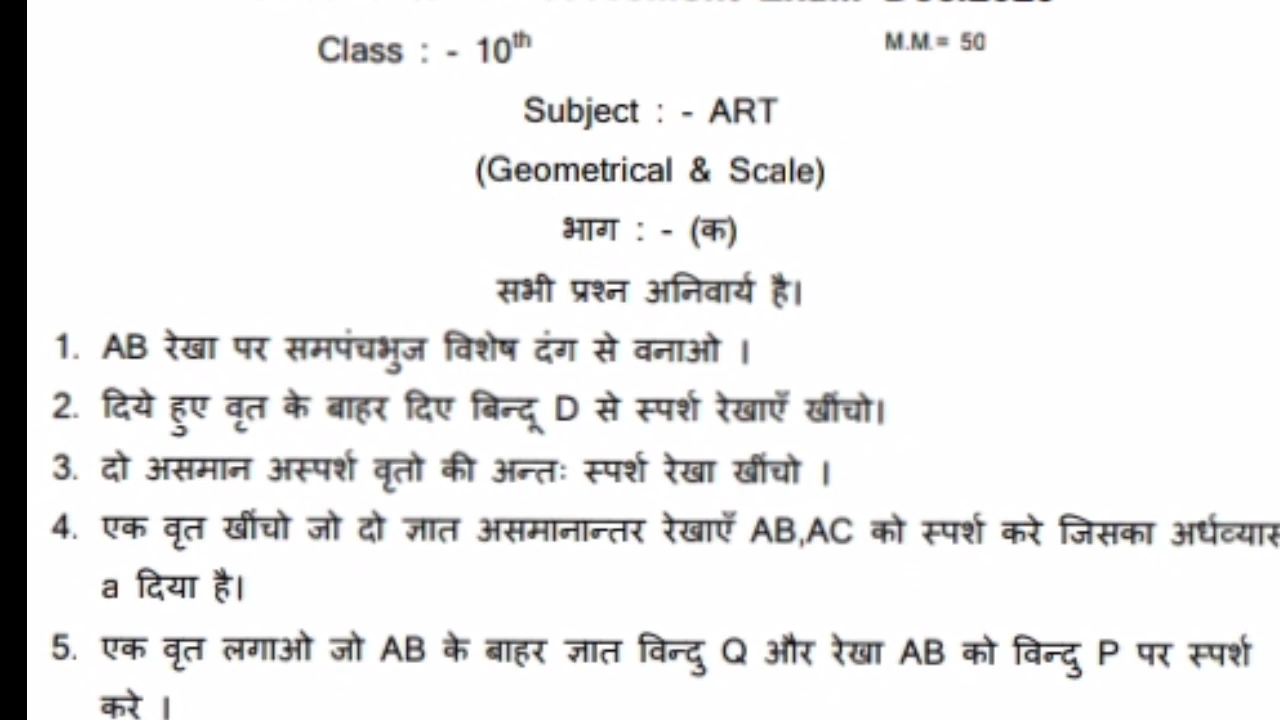 Class : - 10th
M.M.= 50
Subject : - ART
(Geometrical & Scale)
भाग : - (क)
सभी प्रश्न अनिवार्य है।
1. AB रेखा पर समपंचभुज विशेष दंग से वनाओ ।
2. दिये हुए वृत के बाहर दिए बिन्दू D से स्पर्श रेखाएँ खींचो।
3. दो असमान अस्पर्श वृतो की अन्तः स्पर्श रेखा खींचो ।
4. एक वृत खींचो जो दो ज्ञात असमानान्तर रेखाएँ AB,AC को स्पर्श करे जिसका अर्धव्यास
a दिया है।
5. एक वृत लगाओ जो AB के बाहर ज्ञात विन्दु Q और रेखा AB को विन्दु P पर स्पर्श
करे ।